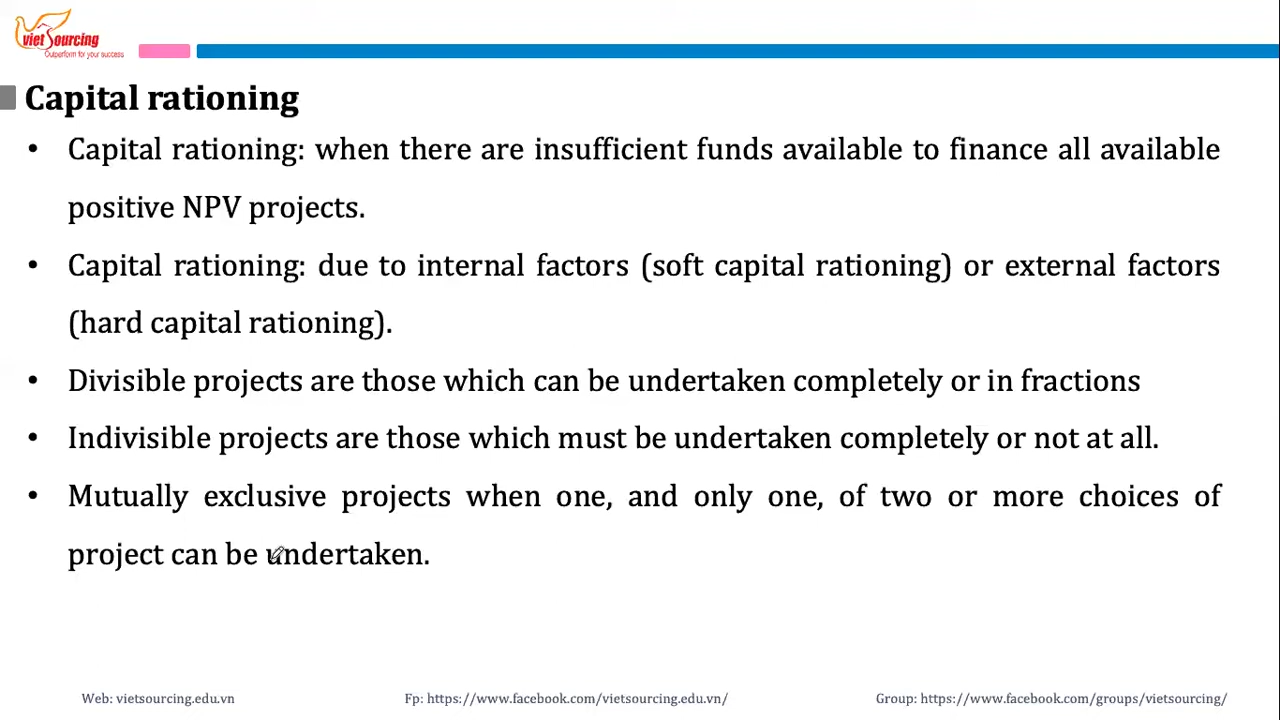 vietSourcing
Outperform for your success
Capital rationing
• Capital rationing: when there are insufficient funds available to finance all available
positive NPV projects.
• Capital rationing: due to internal factors (soft capital rationing) or external factors
(hard capital rationing).
• Divisible projects are those which can be undertaken completely or in fractions
• Indivisible projects are those which must be undertaken completely or not at all.
• Mutually exclusive projects when one, and only one, of two or more choices of
project can be undertaken.
Web: vietsourcing.edu.vn Fp: https://www.facebook.com/vietsourcing.edu.vn/ Group: https://www.facebook.com/groups/vietsourcing/